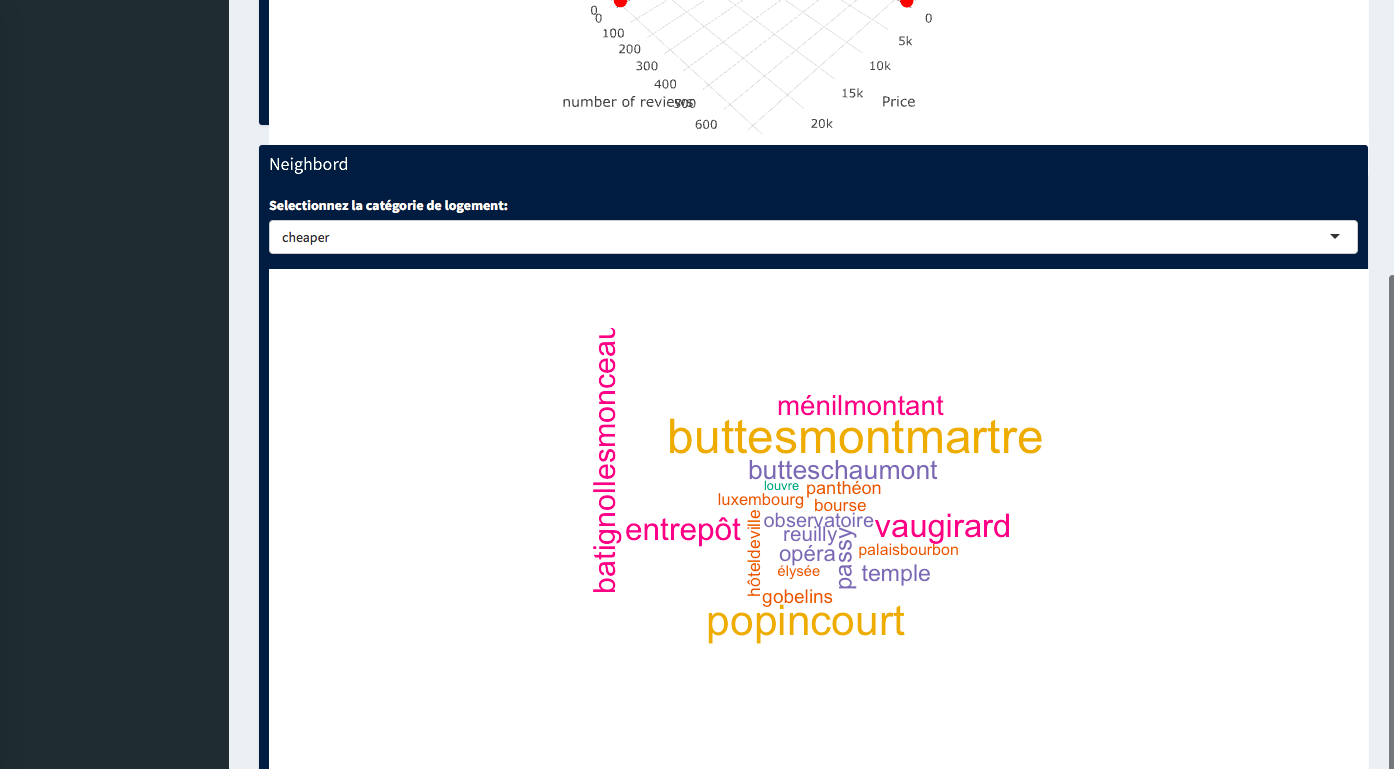 0
0
0
100
5k
200
300
10k
400
15k
number of reviews
500
Price
600
20k
Neighbord
Selectionnez la catégorie de logement:
cheaper
batignollesmonceau
ménilmontant
buttesmontmartre
butteschaumont
louvre
panthéon
luxembourg
bourse
observatoire
entrepôt
vaugirard
hôteldeville
reuilly
opéra
passy
palaisbourbon
élysée
temple
gobelins
popincourt